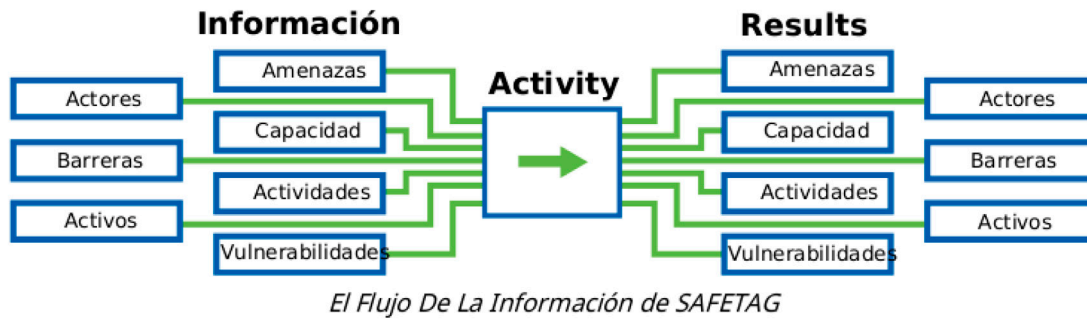 Información
Results
Amenazas
Amenazas
Activity
Actores
Actores
Capacidad
Capacidad
Barreras
Barreras
Actividades
Actividades
Activos
Activos
Vulnerabilidades
Vulnerabilidades
El Flujo De La Información de SAFETAG